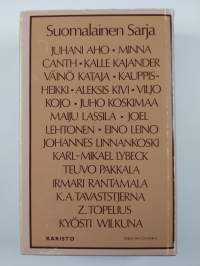 Suomalainen Sarja
JUHANI AHO • MINNA
CANTH • KALLE KAJANDER
VÄINÖ KATAJA • KAUPPIS-
HEIKKI • ALEKSIS KIVI • VILJO
KOJO • JUHO KOSKIMAA
MAIJU LASSILA • JOEL
LEHTONEN • EINO LEINO
JOHANNES LINNANKOSKI
KARL-MIKAEL LYBECK
TEUVO PAKKALA
IRMARI RANTAMALA
K.A. TAVASTSTJERNA
Z. TOPELIUS
KYÖSTI WILKUNA
KARISTO